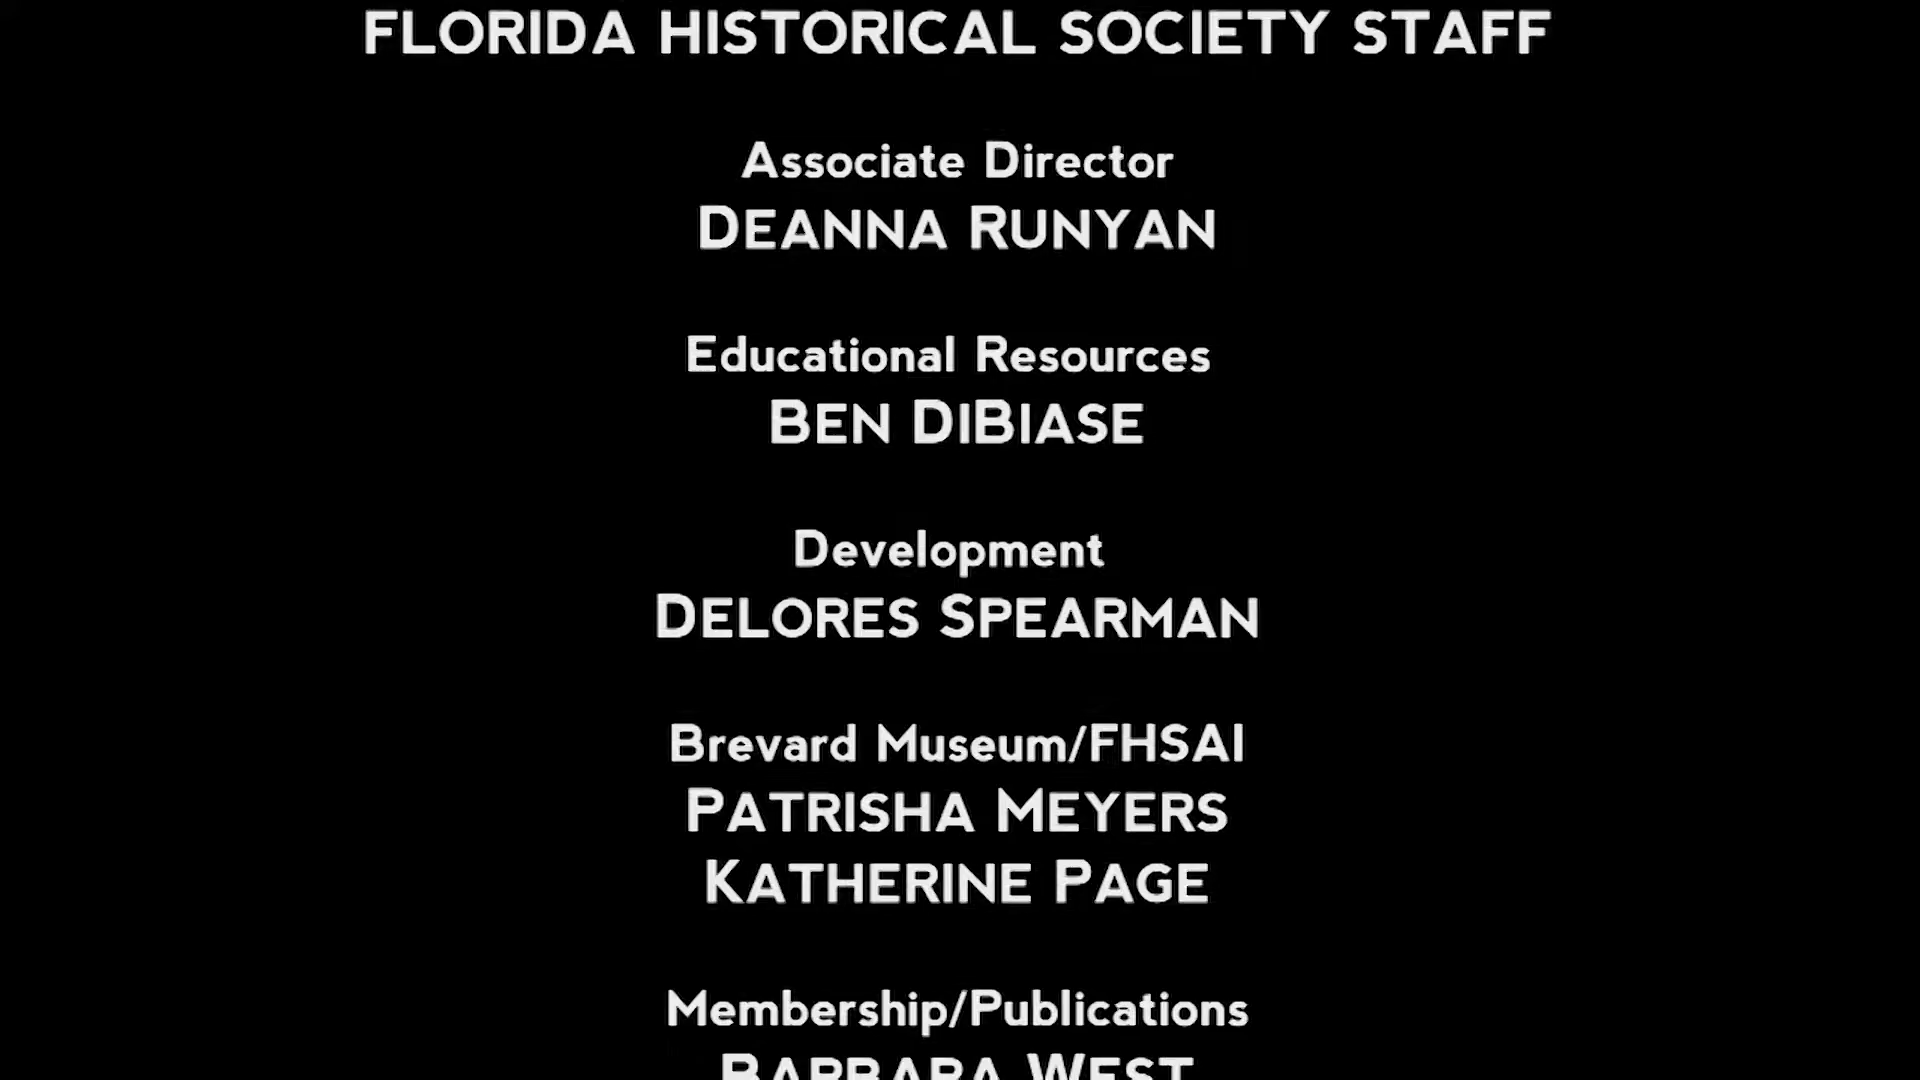 FLORIDA HISTORICAL SOCIETY STAFF
Associate Director
DEANNA RUNYAN
Educational Resources
BEN DIBIASE
Development
DELORES SPEARMAN
Brevard Museum/FHSAI
PATRISHA MEYERS
KATHERINE PAGE
Membership/Publications
BARBARA WEST